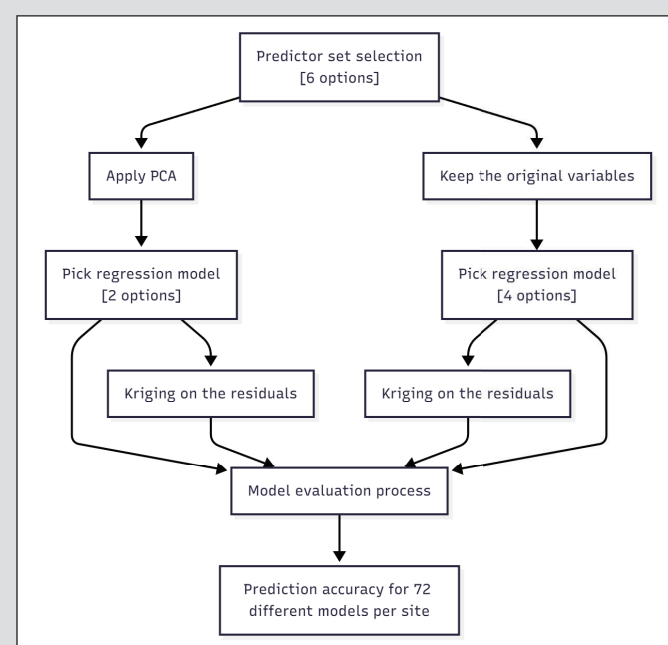 Predictor set selection
[6 options]
Apply PCA
Keep the original variables
Pick regression model
[2 options]
Pick regression model
[4 options]
Kriging on the residuals
Kriging on the residuals
Model evaluation process
Prediction accuracy for 72
different models per site